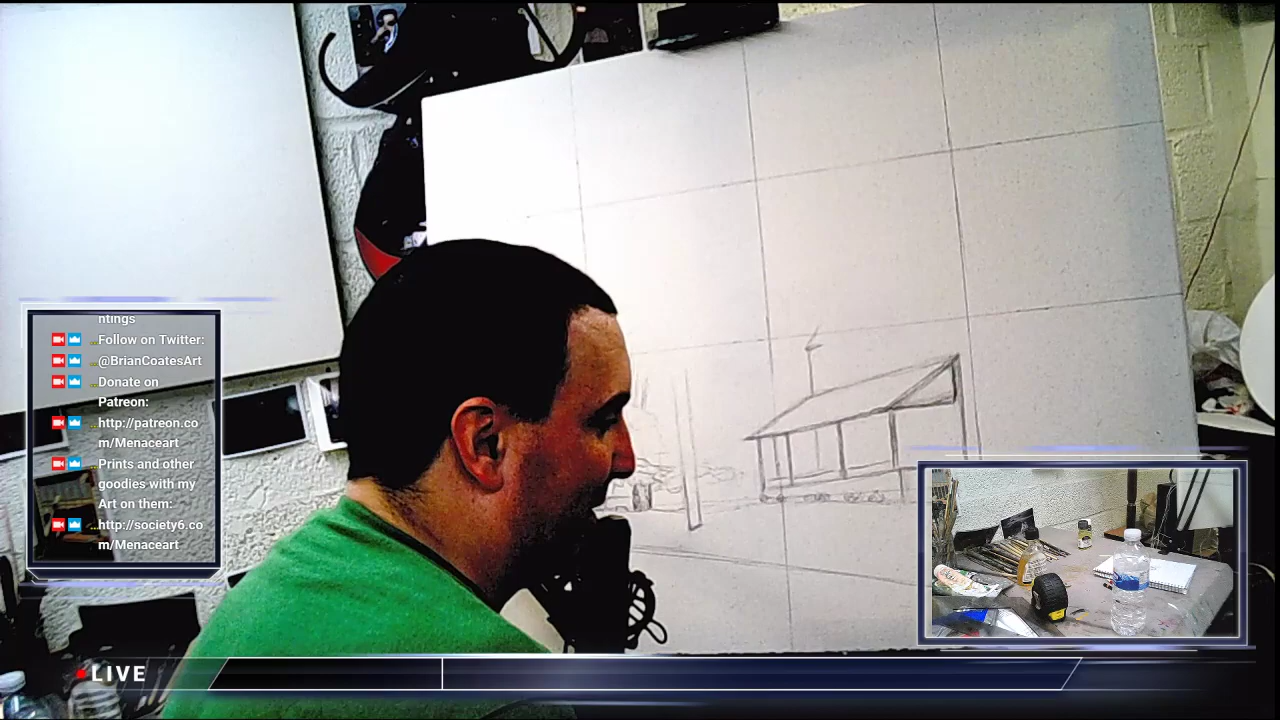 ntings
..Follow on Twitter:
..@BrianCoatesArt
..Donate on
Patreon:
..http://patreon.co
m/Menaceart
..Prints and other
goodies with my
Art on them:
..http://society6.co
m/Menaceart
LIVE